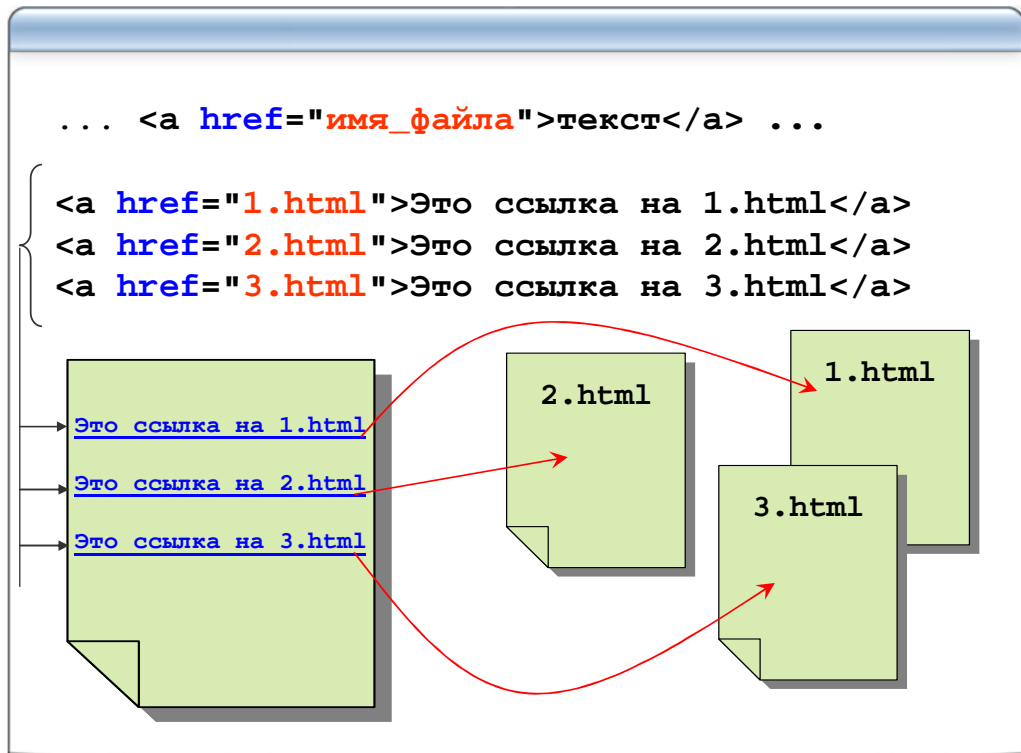 ... <a href="имя_файла">текст</a> ...
<a href="1.html">Это ссылка на 1.html</a>
<a href="2.html">Это ссылка на 2.html</a>
<a href="3.html">Это ссылка на 3.html</a>
Это ссылка на 1.html
Это ссылка на 2.html
Это ссылка на 3.html
2.html
1.html
3.html